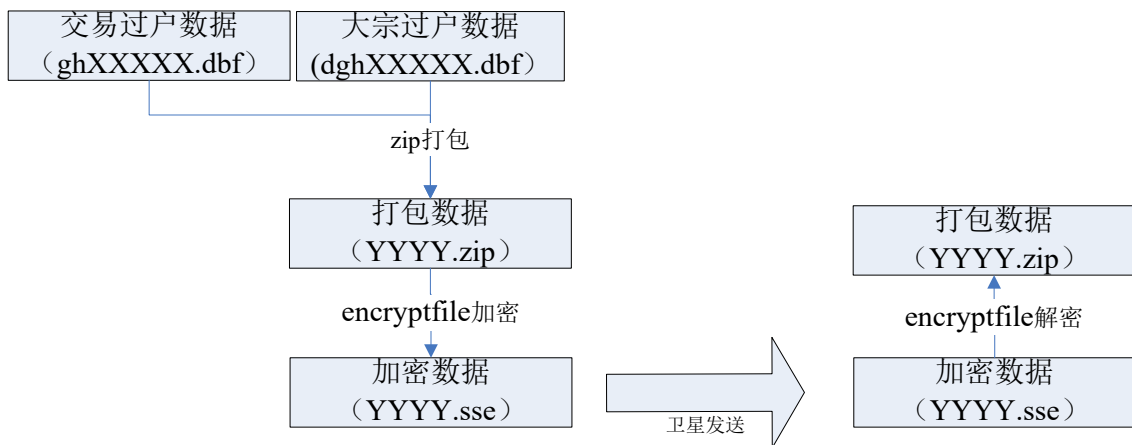 交易过户数据
（ghXXXXX.dbf）
大宗过户数据
(dghXXXXX.dbf）
zip打包
打包数据
（YYYY.zip）
encryptfile加密
加密数据
（YYYY.sse）
卫星发送
打包数据
（YYYY.zip）
encryptfile解密
加密数据
（YYYY.sse）